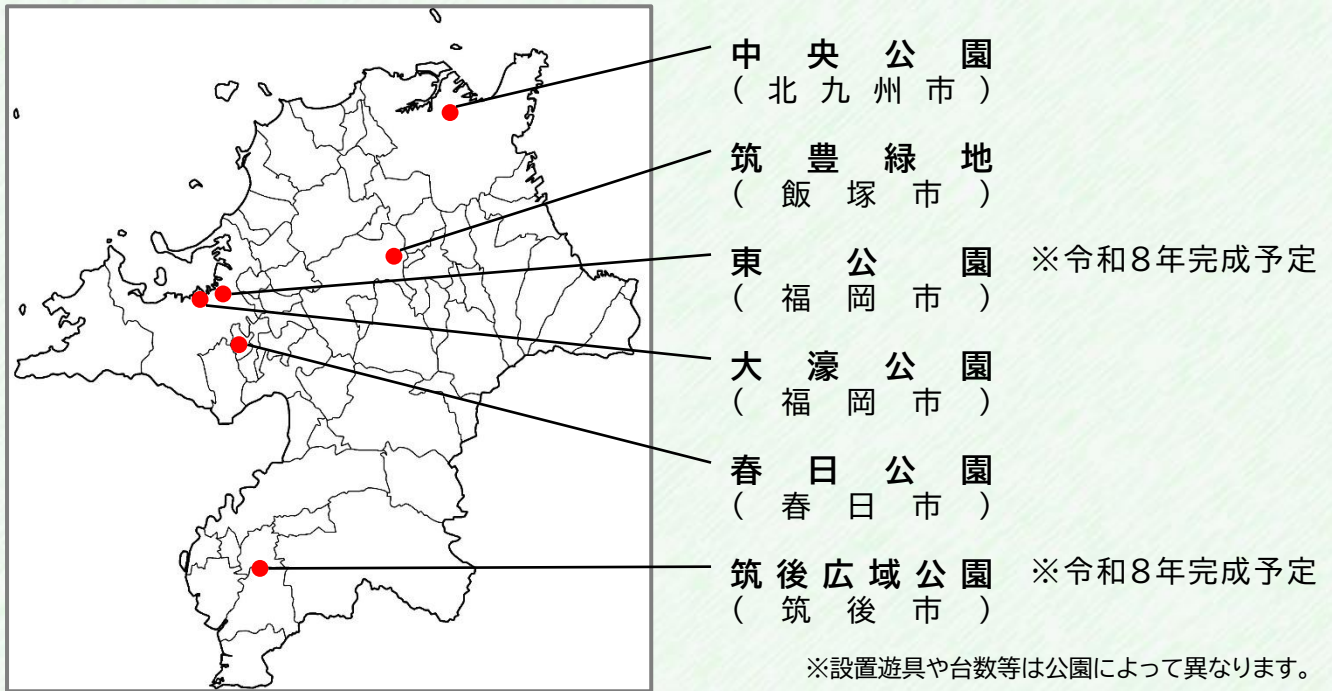 中央公園
（北九州市）
筑豊緑地
（飯塚市）
東公園 ※令和８年完成予定
（福岡市）
大濠公園
（福岡市）
春日公園
（春日市）
筑後広域公園 ※令和８年完成予定
（筑後市）
※設置遊具や台数等は公園によって異なります。